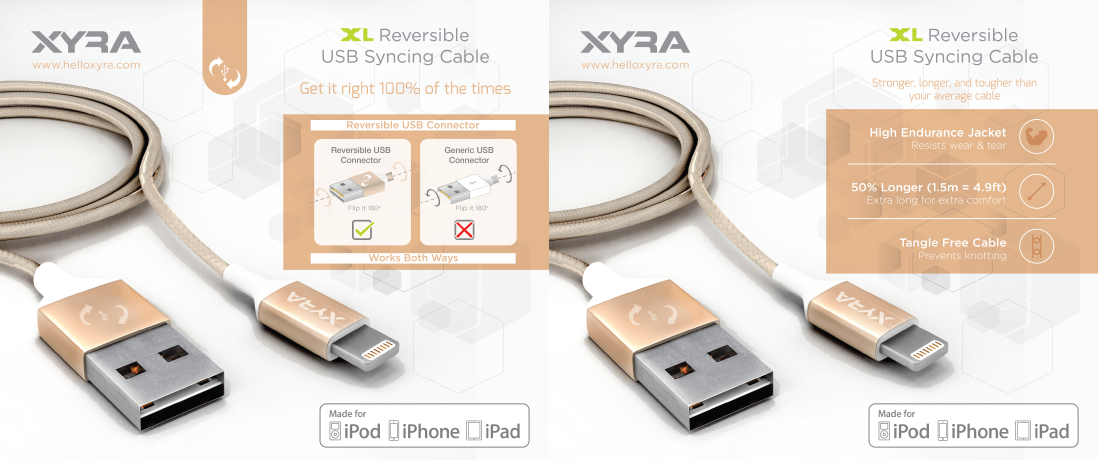 XYRA
www.helloxyra.com
XL Reversible
USB Syncing Cable
Get it right 100% of the times
Reversible USB Connector
Reversible USB
Connector
Flip it 180°
Generic USB
Connector
Flip it 180°
Works Both Ways
XYRA
Made for
iPod iPhone iPad
XYRA
www.helloxyra.com
XL Reversible
USB Syncing Cable
Stronger, longer, and tougher than
your average cable
High Endurance Jacket
Resists wear & tear
50% Longer (1.5m = 4.9ft)
Extra long for extra comfort
Tangle Free Cable
Prevents knotting
XYRA
Made for
iPod iPhone iPad